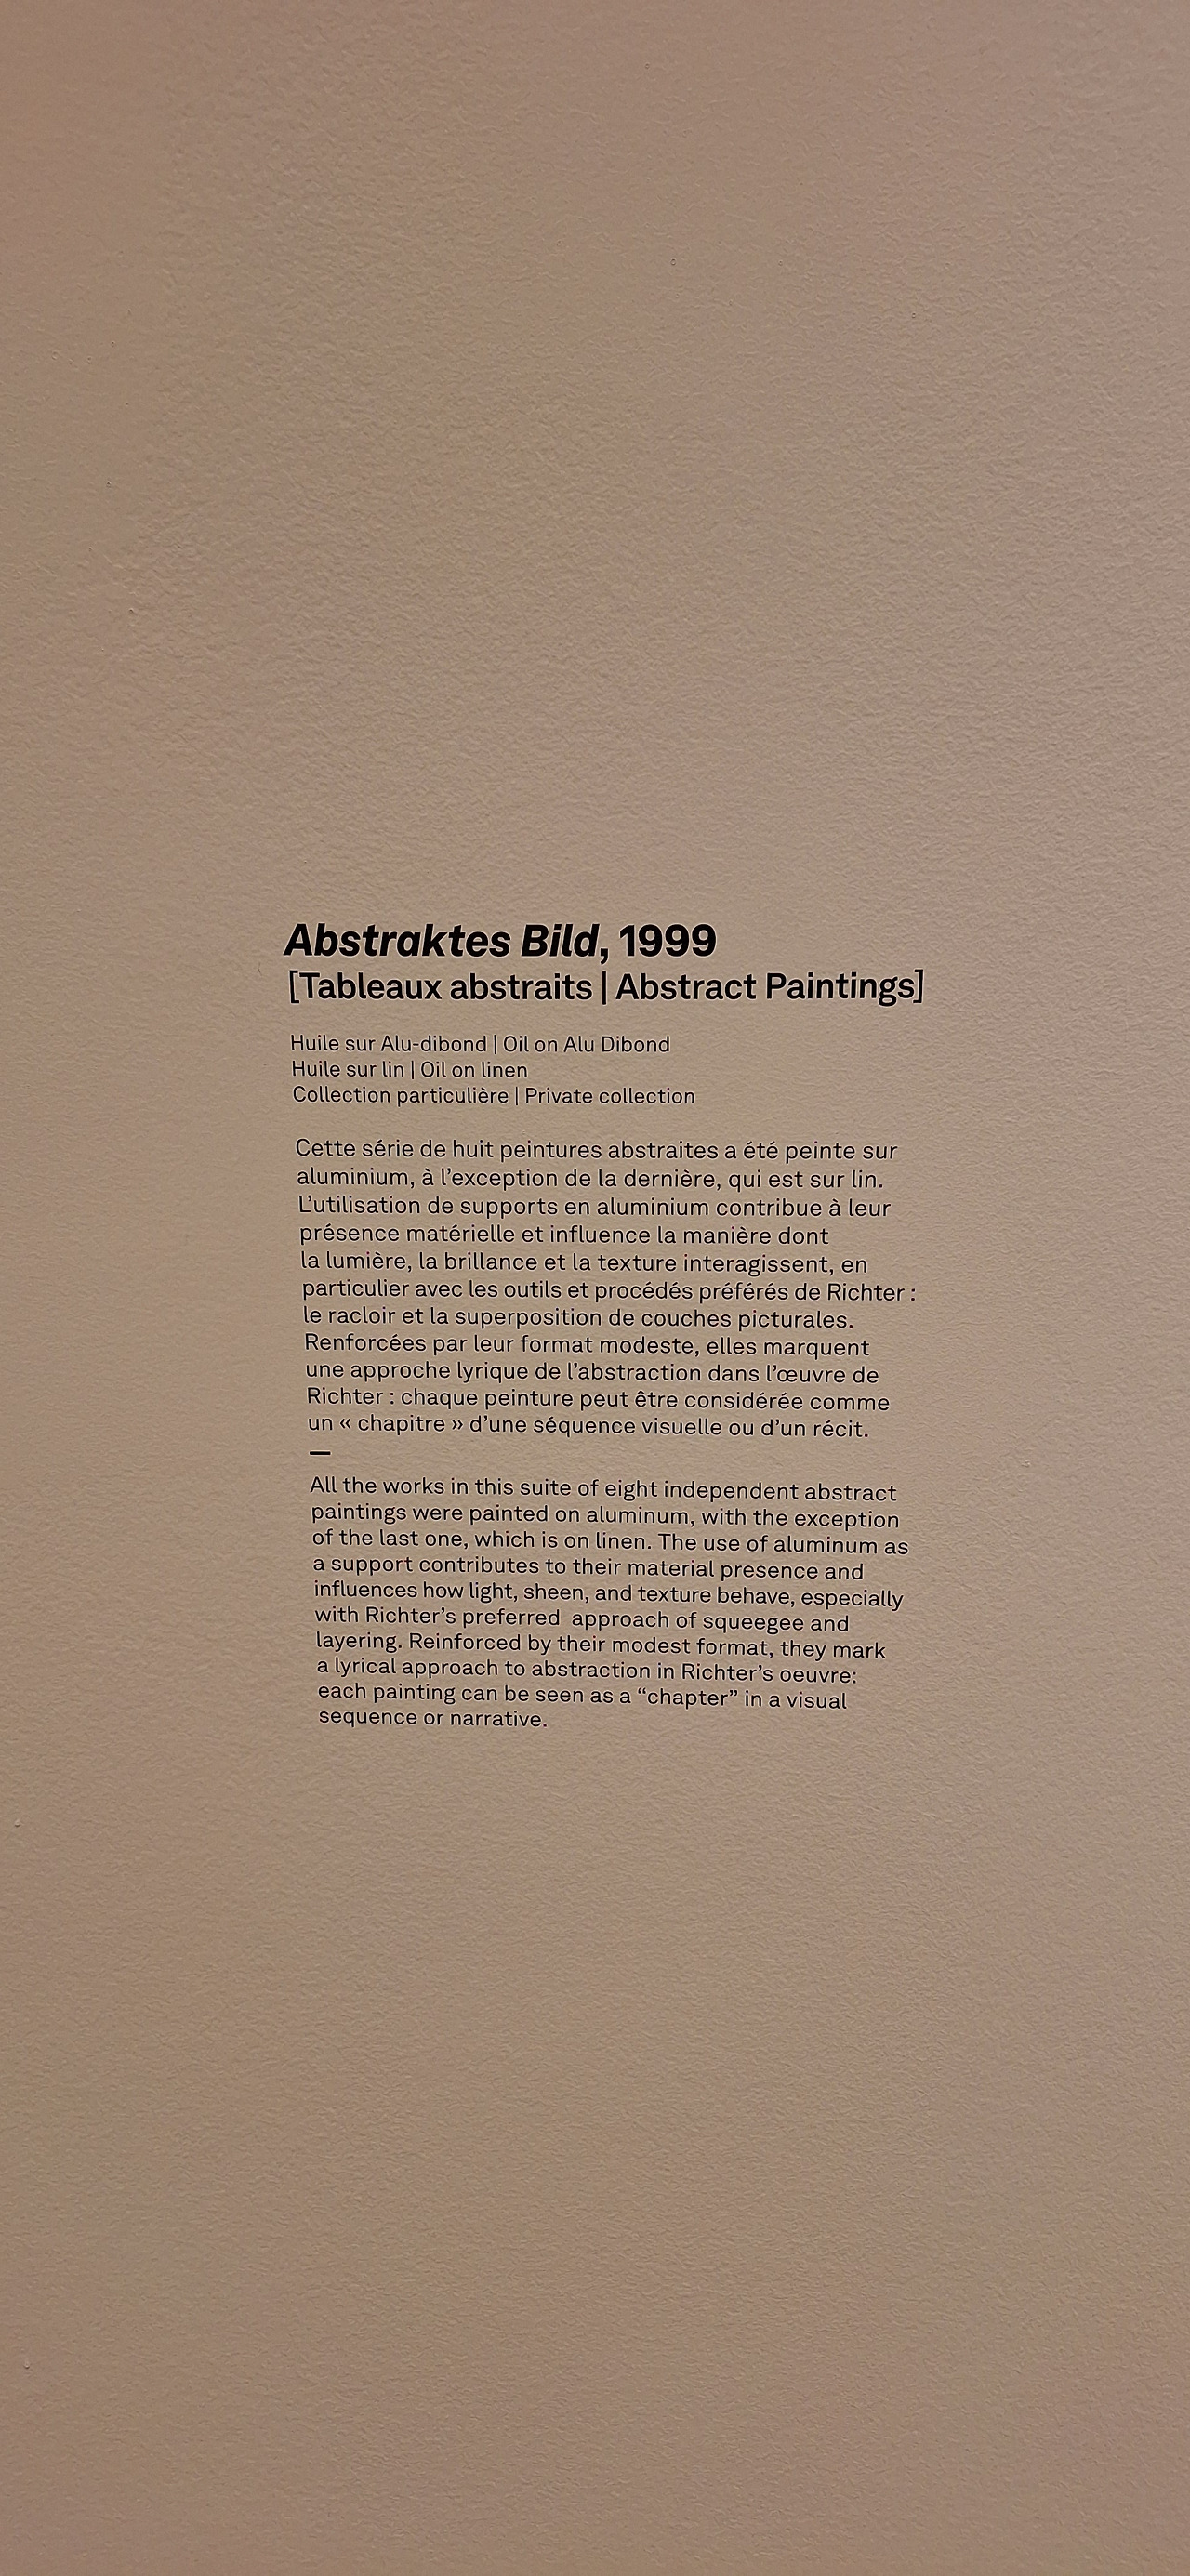 Abstraktes Bild, 1999
[Tableaux abstraits | Abstract Paintings]
Huile sur Alu-dibond | Oil on Alu Dibond
Huile sur lin | Oil on linen
Collection particulière | Private collection
Cette série de huit peintures abstraites a été peinte sur
aluminium, à l’exception de la dernière, qui est sur lin.
L’utilisation de supports en aluminium contribue à leur
présence matérielle et influence la manière dont
la lumière, la brillance et la texture interagissent, en
particulier avec les outils et procédés préférés de Richter :
le racloir et la superposition de couches picturales.
Renforcées par leur format modeste, elles marquent
une approche lyrique de l’abstraction dans l’œuvre de
Richter : chaque peinture peut être considérée comme
un « chapitre » d’une séquence visuelle ou d’un récit.
—
All the works in this suite of eight independent abstract
paintings were painted on aluminum, with the exception
of the last one, which is on linen. The use of aluminum as
a support contributes to their material presence and
influences how light, sheen, and texture behave, especially
with Richter’s preferred  approach of squeegee and
layering. Reinforced by their modest format, they mark
a lyrical approach to abstraction in Richter’s oeuvre:
each painting can be seen as a “chapter” in a visual
sequence or narrative.